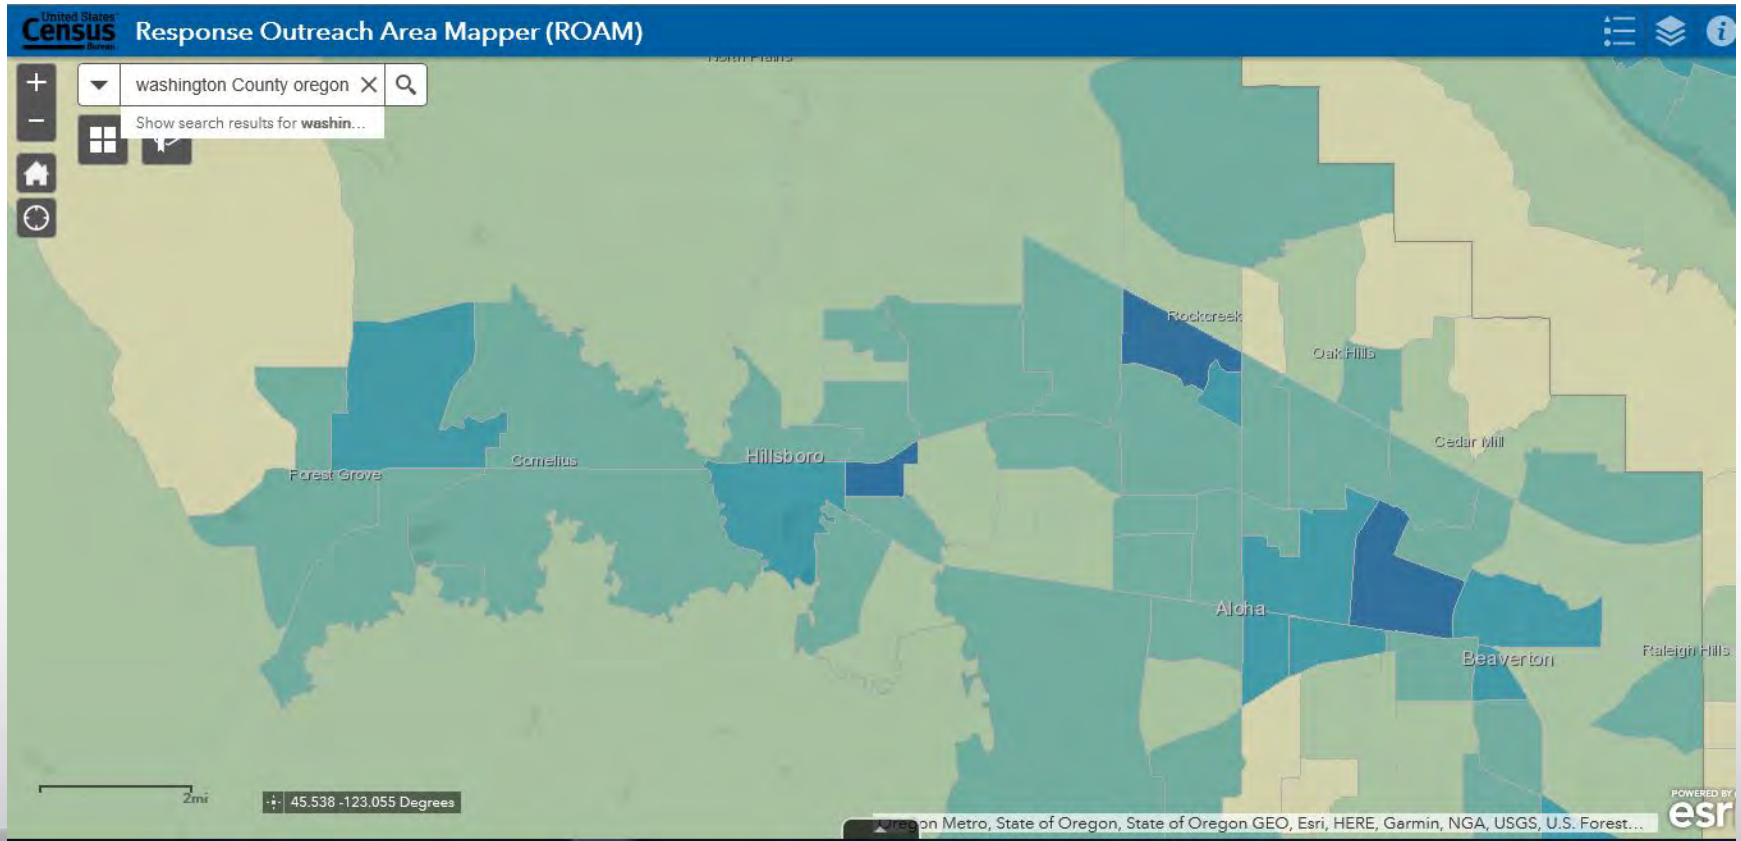 United States®
Census
Bureau
Response Outreach Area Mapper (ROAM)
North Plains
+
washington County oregon
−
Show search results for washin...
Rockcreek
Oak Hills
Cedar Mill
Hillsboro
Cornelius
Forest Grove
Aloha
Raleigh Hills
Beaverton
2mi
45.538 -123.055 Degrees
POWERED BY
esri
Oregon Metro, State of Oregon, State of Oregon GEO, Esri, HERE, Garmin, NGA, USGS, U.S. Forest...